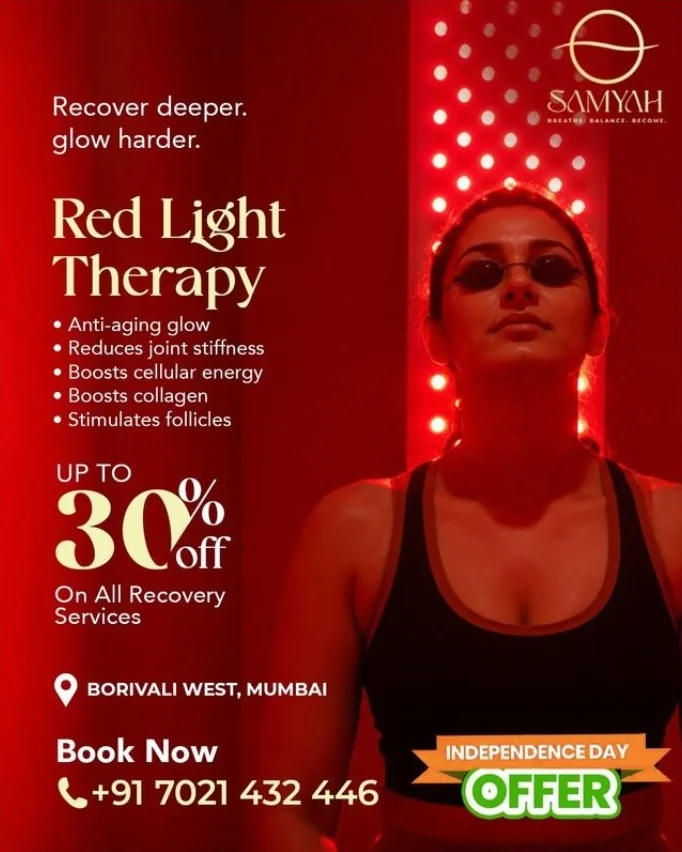 SAMYAH
BREATHE. BALANCE. BECOME.
Recover deeper.
glow harder.
Red Light
Therapy
• Anti-aging glow
• Reduces joint stiffness
• Boosts cellular energy
• Boosts collagen
• Stimulates follicles
UP TO
30% off
On All Recovery
Services
BORIVALI WEST, MUMBAI
Book Now
+91 7021 432 446
INDEPENDENCE DAY
OFFER